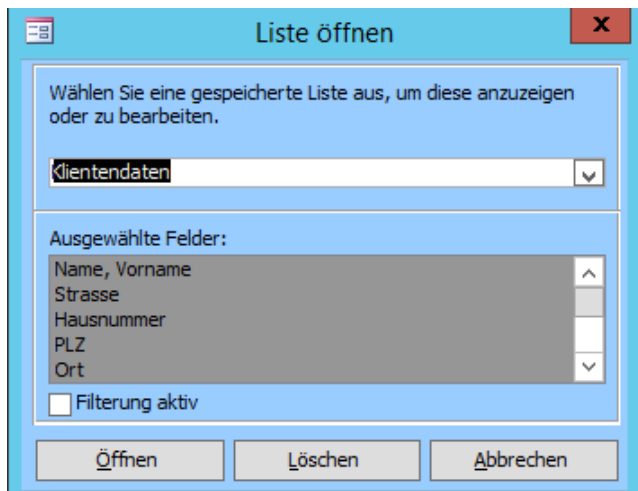 Liste öffnen
Wählen Sie eine gespeicherte Liste aus, um diese anzuzeigen
oder zu bearbeiten.
Klientendaten
Ausgewählte Felder:
Name, Vorname
Strasse
Hausnummer
PLZ
Ort
Filterung aktiv
Öffnen Löschen Abbrechen